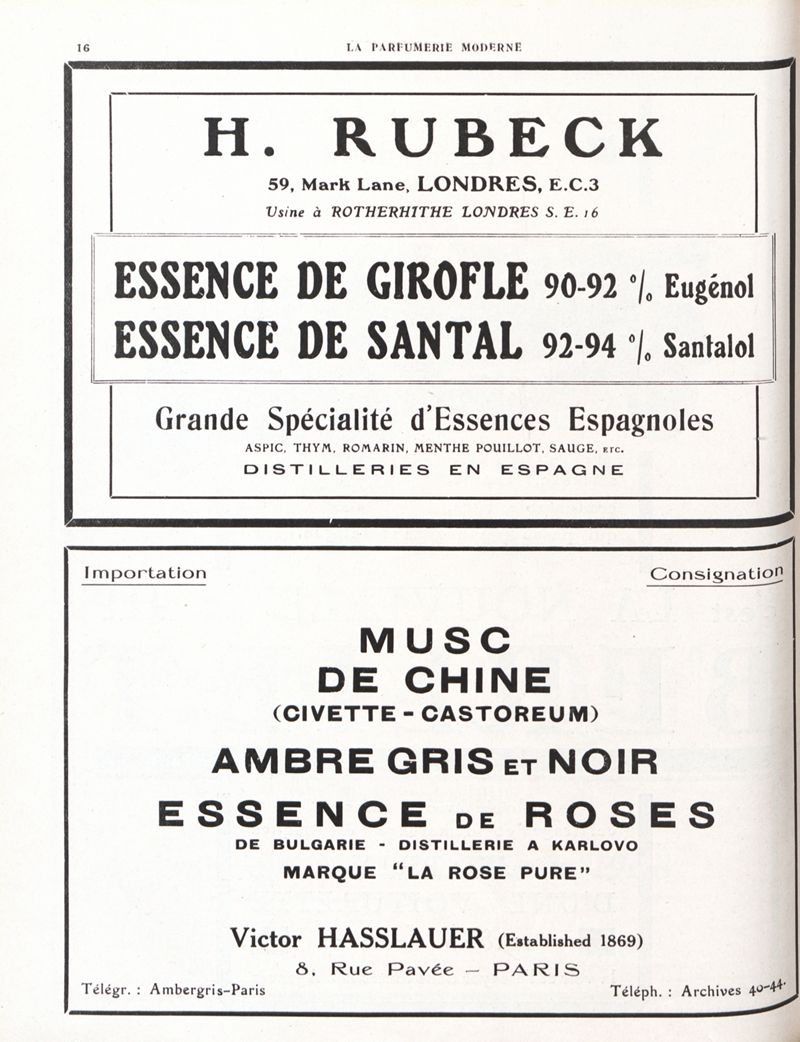 16
LA PARFUMERIE MODERNE
H. RUBECK
59, Mark Lane, LONDRES, E.C.3
Usine à ROTHERHITHE LONDRES S. E. 16
ESSENCE DE GIROFLE 90-92 % Eugénol
ESSENCE DE SANTAL 92-94 % Santalol
Grande Spécialité d'Essences Espagnoles
ASPIC, THYM, ROMARIN, MENTHE POUILLOT, SAUGE, ETC.
DISTILLERIES EN ESPAGNE
Importation
Consignation
MUSC
DE CHINE
(CIVETTE - CASTOREUM)
AMBRE GRIS ET NOIR
ESSENCE DE ROSES
DE BULGARIE - DISTILLERIE A KARLOVO
MARQUE "LA ROSE PURE"
Victor HASSLAUER (Established 1869)
8, Rue Pavée — PARIS
Télégr. : Ambergris-Paris
Téléph. : Archives 40-44.